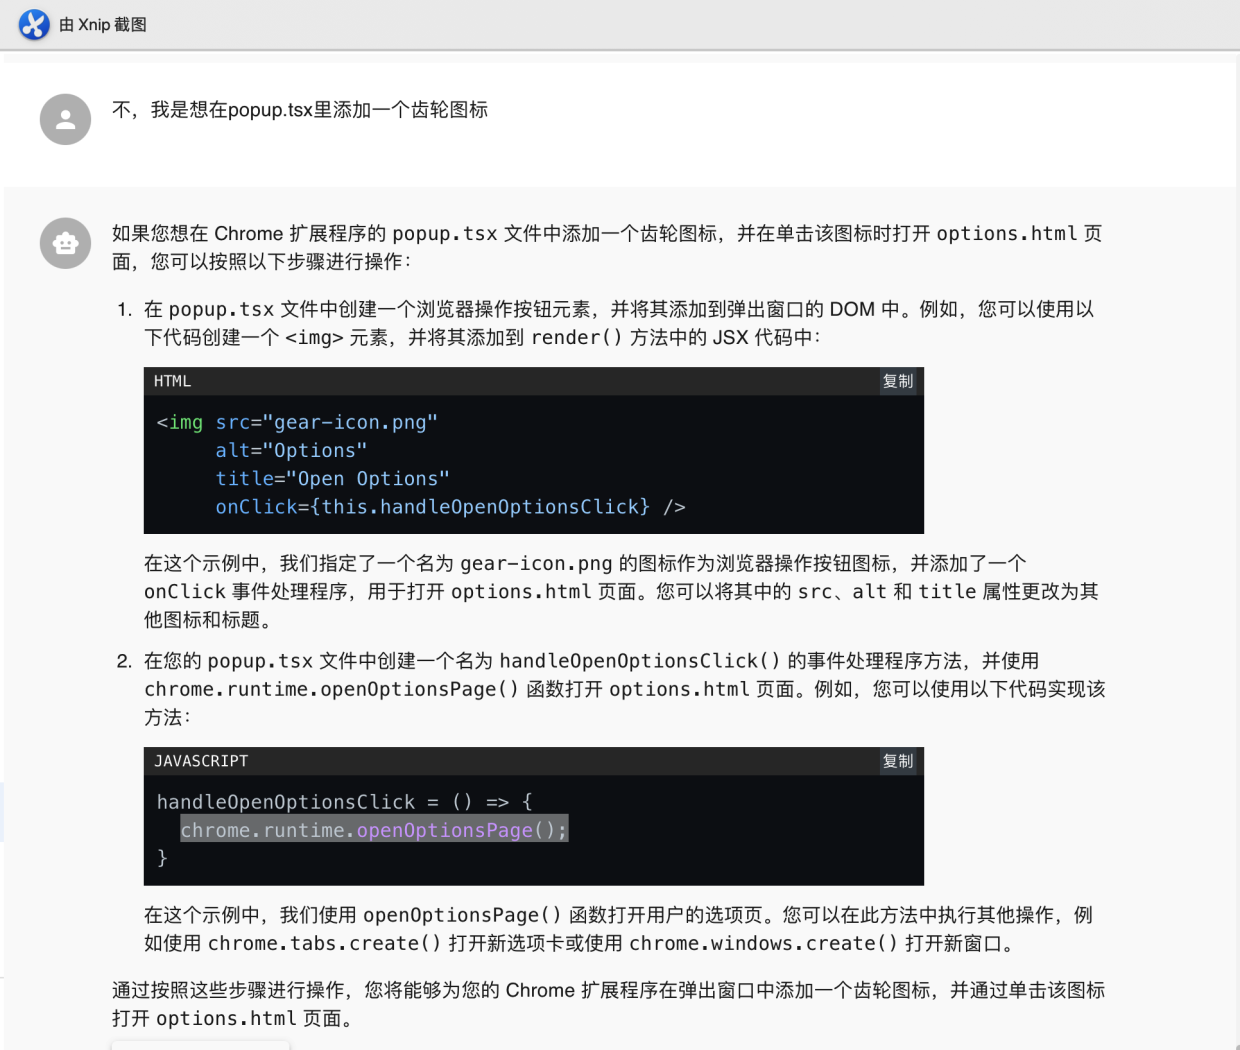 由 Xnip 截图
不，我是想在popup.tsx里添加一个齿轮图标
如果您想在 Chrome 扩展程序的 popup.tsx 文件中添加一个齿轮图标，并在单击该图标时打开 options.html 页
面，您可以按照以下步骤进行操作：
1. 在 popup.tsx 文件中创建一个浏览器操作按钮元素，并将其添加到弹出窗口的 DOM 中。例如，您可以使用以
下代码创建一个 <img> 元素，并将其添加到 render() 方法中的 JSX 代码中：
HTML 复制
<img src="gear-icon.png"
alt="Options"
title="Open Options"
onClick={this.handleOpenOptionsClick} />
在这个示例中，我们指定了一个名为 gear-icon.png 的图标作为浏览器操作按钮图标，并添加了一个
onClick 事件处理程序，用于打开 options.html 页面。您可以将其中的 src、alt 和 title 属性更改为其
他图标和标题。
2. 在您的 popup.tsx 文件中创建一个名为 handleOpenOptionsClick() 的事件处理程序方法，并使用
chrome.runtime.openOptionsPage() 函数打开 options.html 页面。例如，您可以使用以下代码实现该
方法：
JAVASCRIPT 复制
handleOpenOptionsClick = () => {
chrome.runtime.openOptionsPage();
}
在这个示例中，我们使用 openOptionsPage() 函数打开用户的选项页。您可以在此方法中执行其他操作，例
如使用 chrome.tabs.create() 打开新选项卡或使用 chrome.windows.create() 打开新窗口。
通过按照这些步骤进行操作，您将能够为您的 Chrome 扩展程序在弹出窗口中添加一个齿轮图标，并通过单击该图标
打开 options.html 页面。